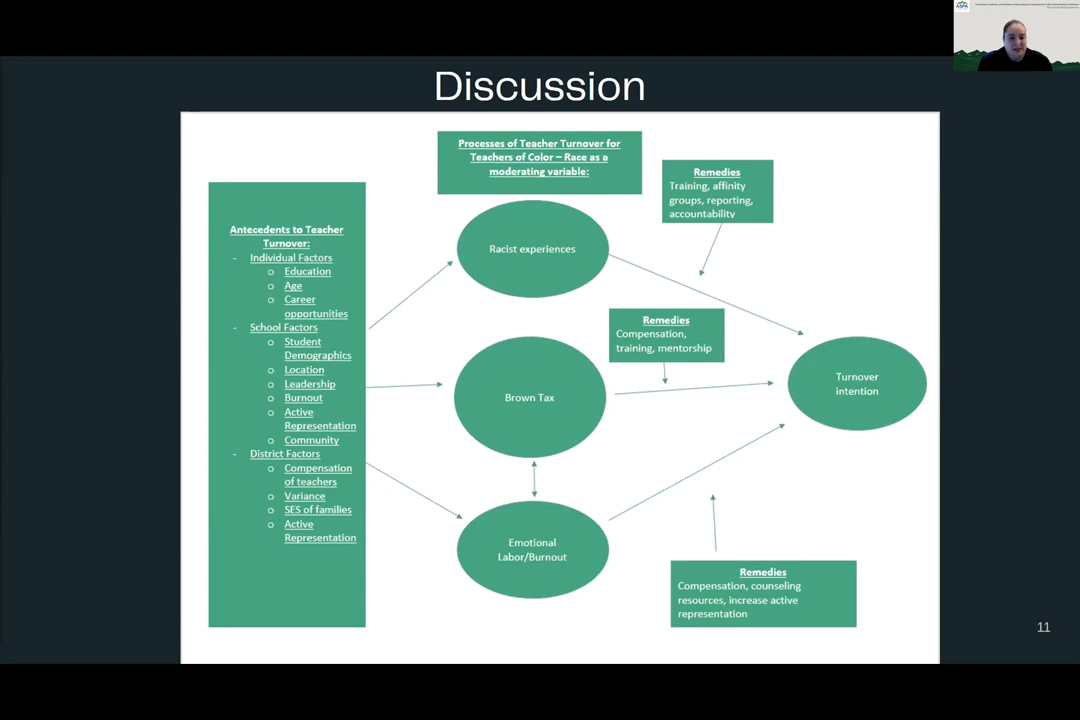 ASPA
Discussion
Processes of Teacher Turnover for
Teachers of Color – Race as a
moderating variable:
Remedies
Training, affinity
groups, reporting,
accountability
Antecedents to Teacher
Turnover:
- Individual Factors
o Education
o Age
o Career
opportunities
- School Factors
o Student
Demographics
o Location
o Leadership
o Burnout
o Active
Representation
o Community
- District Factors
o Compensation
of teachers
o Variance
o SES of families
o Active
Representation
Racist experiences
Remedies
Compensation,
training, mentorship
Brown Tax
Turnover
intention
Emotional
Labor/Burnout
Remedies
Compensation, counseling
resources, increase active
representation
11